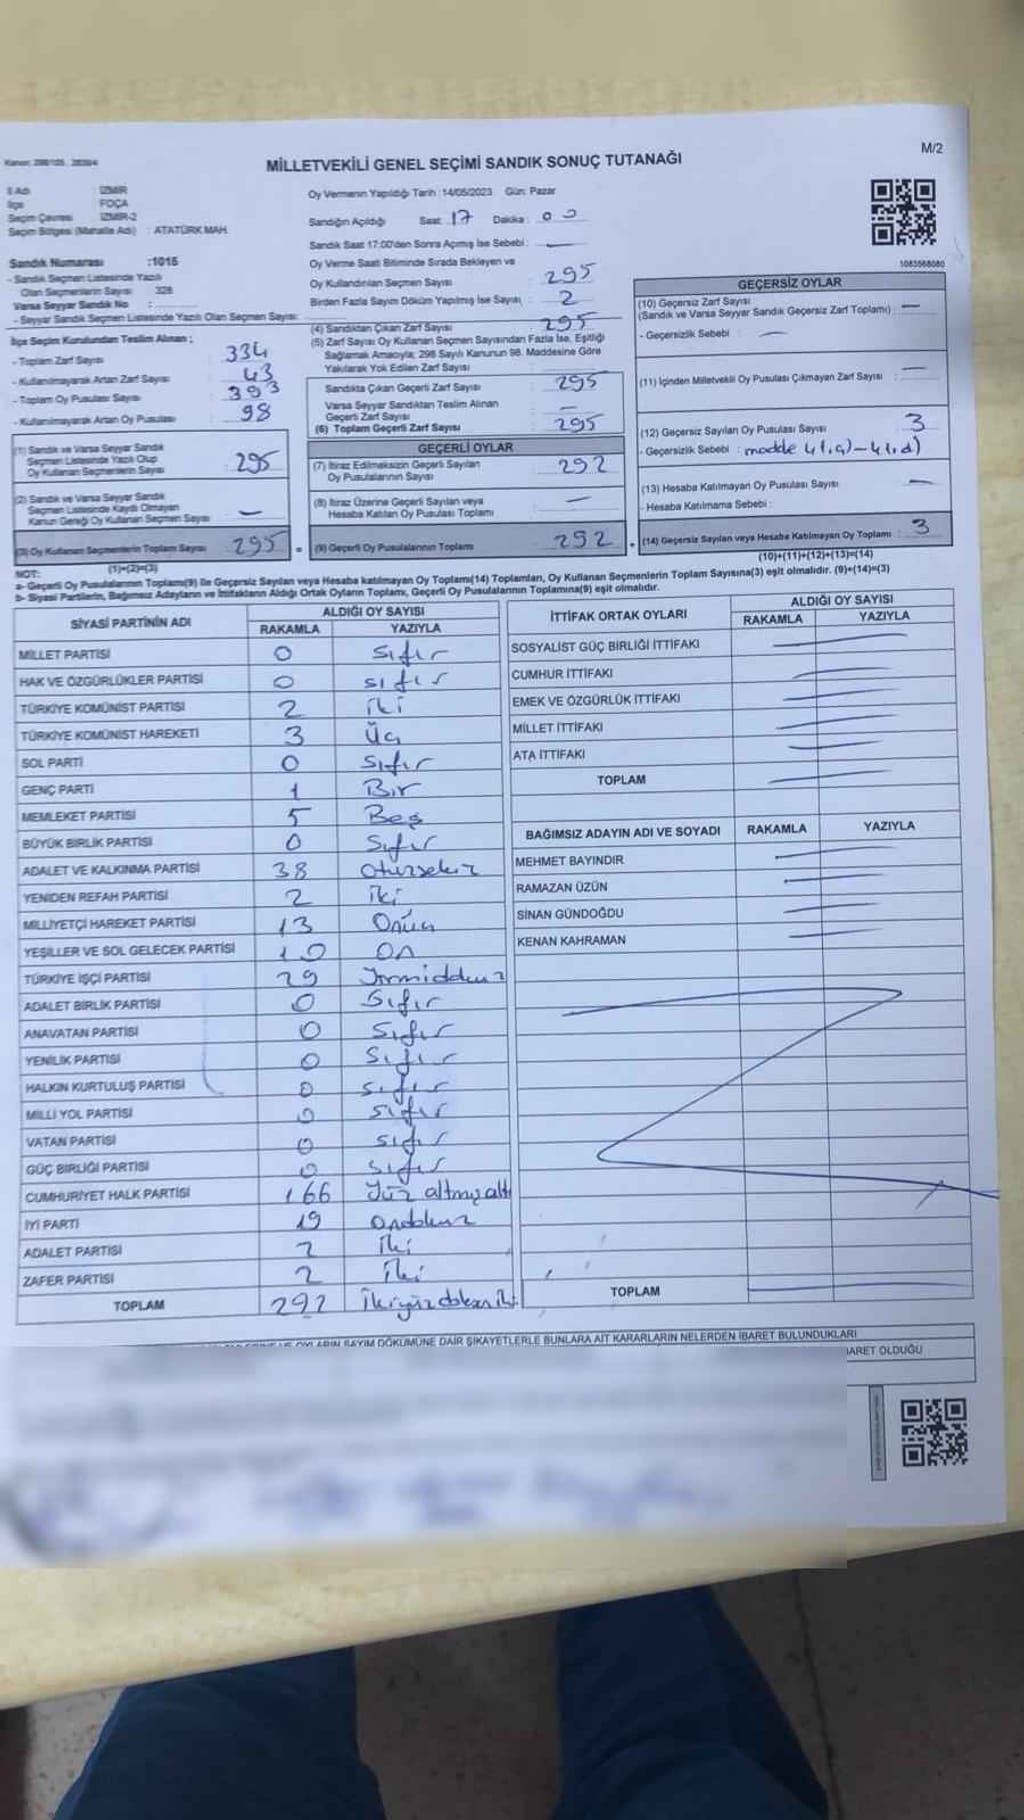 M/2
MİLLETVEKİLİ GENEL SEÇİMİ SANDIK SONUÇ TUTANAĞI
İl Adı : İZMİR
İlçe : FOÇA
Seçim Çevresi : İZMİR-2
Seçim Bölgesi (Mahalle Adı) : ATATÜRK MAH.
Sandık Numarası :1015
- Sandık Seçmen Listesinde Yazılı
Olan Seçmenlerin Sayısı : 328
Varsa Seyyar Sandık No :
- Seyyar Sandık Seçmen Listesinde Yazılı Olan Seçmen Sayısı:
Oy Vermenin Yapıldığı Tarih :14/05/2023 Gün: Pazar
Sandığın Açıldığı Saat: 17 Dakika : 00
Sandık Saat 17:00'den Sonra Açımış İse Sebebi : —
Oy Verme Saati Bitiminde Sırada Bekleyen ve
Oy Kullandırılan Seçmen Sayısı : 295
Birden Fazla Sayım Döküm Yapılmış İse Sayısı : 2
1083568080
İlçe Seçim Kurulundan Teslim Alınan ;
- Toplam Zarf Sayısı : 334
- Kullanılmayarak Artan Zarf Sayısı : 43
- Toplam Oy Pusulası Sayısı : 393
- Kullanılmayarak Artan Oy Pusulası : 98
(1) Sandık ve Varsa Seyyar Sandık
Seçmen Listesinde Yazılı Olup
Oy Kullanan Seçmenlerin Sayısı : 295
(2) Sandık ve Varsa Seyyar Sandık
Seçmen Listesinde Kaydı Olmayan
Kanun Gereği Oy Kullanan Seçmen Sayısı : —
(3) Oy Kullanan Seçmenlerin Toplam Sayısı : 295
(1)+(2)=(3)
(4) Sandıktan Çıkan Zarf Sayısı : 295
(5) Zarf Sayısı Oy Kullanan Seçmen Sayısından Fazla İse, Eşitliği
Sağlamak Amacıyla; 298 Sayılı Kanunun 98. Maddesine Göre
Yakılarak Yok Edilen Zarf Sayısı :
Sandıkta Çıkan Geçerli Zarf Sayısı : 295
Varsa Seyyar Sandıktan Teslim Alınan
Geçerli Zarf Sayısı : —
(6) Toplam Geçerli Zarf Sayısı : 295
GEÇERLİ OYLAR
(7) İtiraz Edilmeksizin Geçerli Sayılan
Oy Pusulalarının Sayısı : 292
(8) İtiraz Üzerine Geçerli Sayılan veya
Hesaba Katılan Oy Pusulası Toplamı : —
= (9) Geçerli Oy Pusulalarının Toplamı : 292
GEÇERSİZ OYLAR
(10) Geçersiz Zarf Sayısı
(Sandık ve Varsa Seyyar Sandık Geçersiz Zarf Toplamı) : —
- Geçersizlik Sebebi : —
(11) İçinden Milletvekili Oy Pusulası Çıkmayan Zarf Sayısı : —
(12) Geçersiz Sayılan Oy Pusulası Sayısı : 3
- Geçersizlik Sebebi : madde 4(1,a)-4(1,d)
(13) Hesaba Katılmayan Oy Pusulası Sayısı : —
- Hesaba Katılmama Sebebi :
+ (14) Geçersiz Sayılan veya Hesaba Katılmayan Oy Toplamı : 3
(10)+(11)+(12)+(13)=(14)
NOT:
a- Geçerli Oy Pusulalarının Toplamı(9) ile Geçersiz Sayılan veya Hesaba katılmayan Oy Toplamı(14) Toplamları, Oy Kullanan Seçmenlerin Toplam Sayısına(3) eşit olmalıdır. (9)+(14)=(3)
b- Siyasi Partilerin, Bağımsız Adayların ve İttifakların Aldığı Ortak Oyların Toplamı, Geçerli Oy Pusulalarının Toplamına(9) eşit olmalıdır.
SİYASİ PARTİNİN ADI ALDIĞI OY SAYISI
RAKAMLA YAZIYLA
MİLLET PARTİSİ 0 Sıfır
HAK VE ÖZGÜRLÜKLER PARTİSİ 0 sıfır
TÜRKİYE KOMÜNİST PARTİSİ 2 İki
TÜRKİYE KOMÜNİST HAREKETİ 3 Üç
SOL PARTİ 0 Sıfır
GENÇ PARTİ 1 Bir
MEMLEKET PARTİSİ 5 Beş
BÜYÜK BİRLİK PARTİSİ 0 Sıfır
ADALET VE KALKINMA PARTİSİ 38 Otuzsekiz
YENİDEN REFAH PARTİSİ 2 İki
MİLLİYETÇİ HAREKET PARTİSİ 13 Onüç
YEŞİLLER VE SOL GELECEK PARTİSİ 10 On
TÜRKİYE İŞÇİ PARTİSİ 29 Yirmidokuz
ADALET BİRLİK PARTİSİ 0 Sıfır
ANAVATAN PARTİSİ 0 Sıfır
YENİLİK PARTİSİ 0 Sıfır
HALKIN KURTULUŞ PARTİSİ 0 sıfır
MİLLİ YOL PARTİSİ 0 sıfır
VATAN PARTİSİ 0 sıfır
GÜÇ BİRLİĞİ PARTİSİ 0 sıfır
CUMHURİYET HALK PARTİSİ 166 Yüz altmışaltı
İYİ PARTİ 19 Ondokuz
ADALET PARTİSİ 2 İki
ZAFER PARTİSİ 2 İki
TOPLAM 292 İkiyüzdoksan iki
İTTİFAK ORTAK OYLARI ALDIĞI OY SAYISI
RAKAMLA YAZIYLA
SOSYALİST GÜÇ BİRLİĞİ İTTİFAKI —
CUMHUR İTTİFAKI —
EMEK VE ÖZGÜRLÜK İTTİFAKI —
MİLLET İTTİFAKI —
ATA İTTİFAKI —
TOPLAM —
BAĞIMSIZ ADAYIN ADI VE SOYADI RAKAMLA YAZIYLA
MEHMET BAYINDIR —
RAMAZAN ÜZÜN —
SİNAN GÜNDOĞDU —
KENAN KAHRAMAN —
TOPLAM —
OYLARIN SAYIM DÖKÜMÜNE DAİR ŞİKAYETLERLE BUNLARA AİT KARARLARIN NELERDEN İBARET BULUNDUKLARI
OLDUĞU